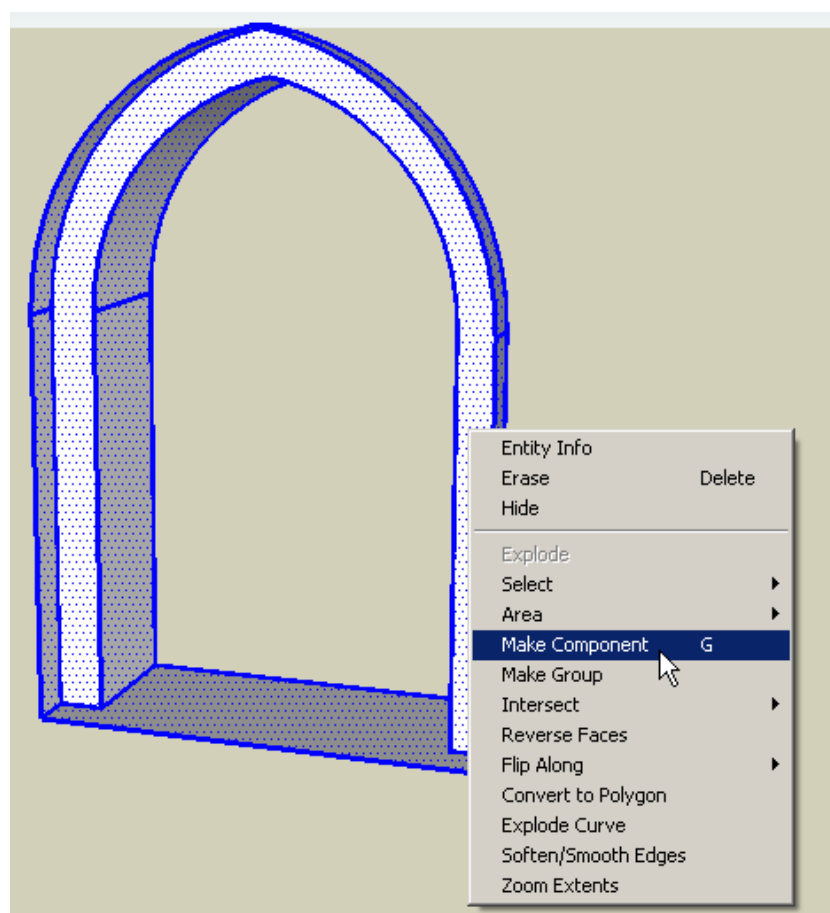 Entity Info
Erase Delete
Hide
Explode
Select
Area
Make Component G
Make Group
Intersect
Reverse Faces
Flip Along
Convert to Polygon
Explode Curve
Soften/Smooth Edges
Zoom Extents